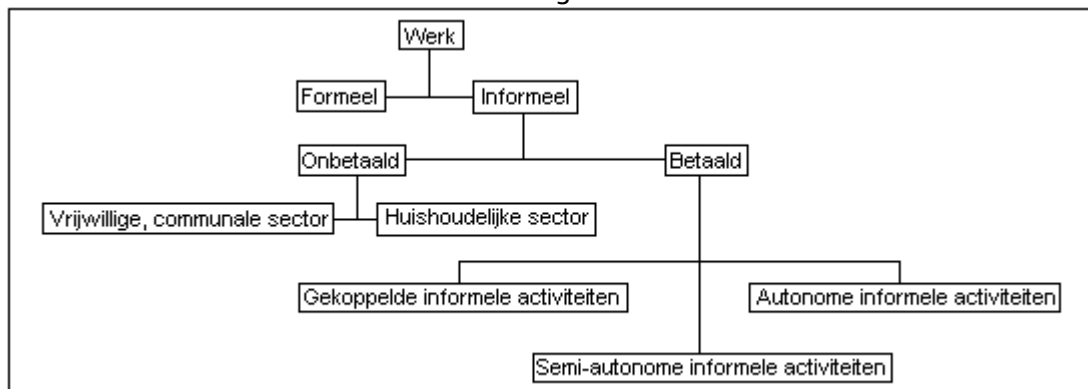 Werk
Formeel
Informeel
Onbetaald
Betaald
Vrijwillige, communale sector
Huishoudelijke sector
Gekoppelde informele activiteiten
Autonome informele activiteiten
Semi-autonome informele activiteiten